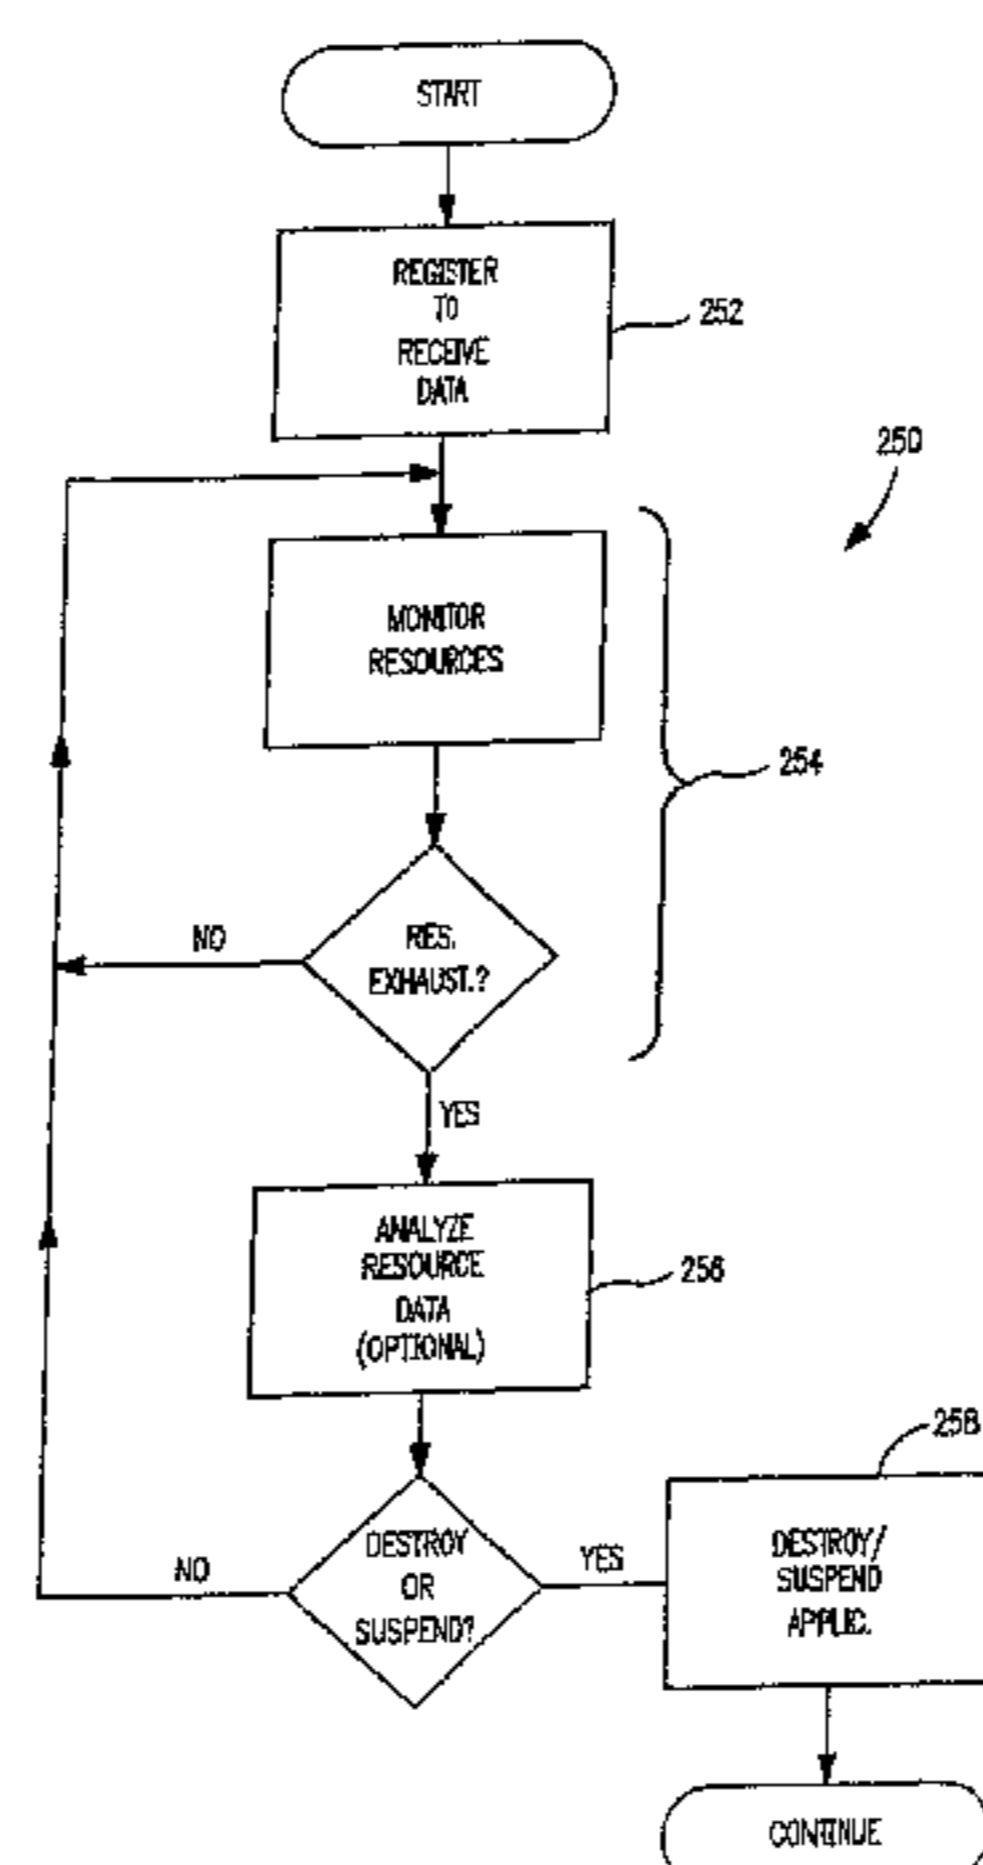 START
REGISTER
TO
RECEIVE
DATA
252
250
MONITOR
RESOURCES
254
RES.
EXHAUST.?
NO
YES
ANALYZE
RESOURCE
DATA
(OPTIONAL)
256
258
DESTROY
OR
SUSPEND?
NO
YES
DESTROY/
SUSPEND
APPLIC.
CONTINUE